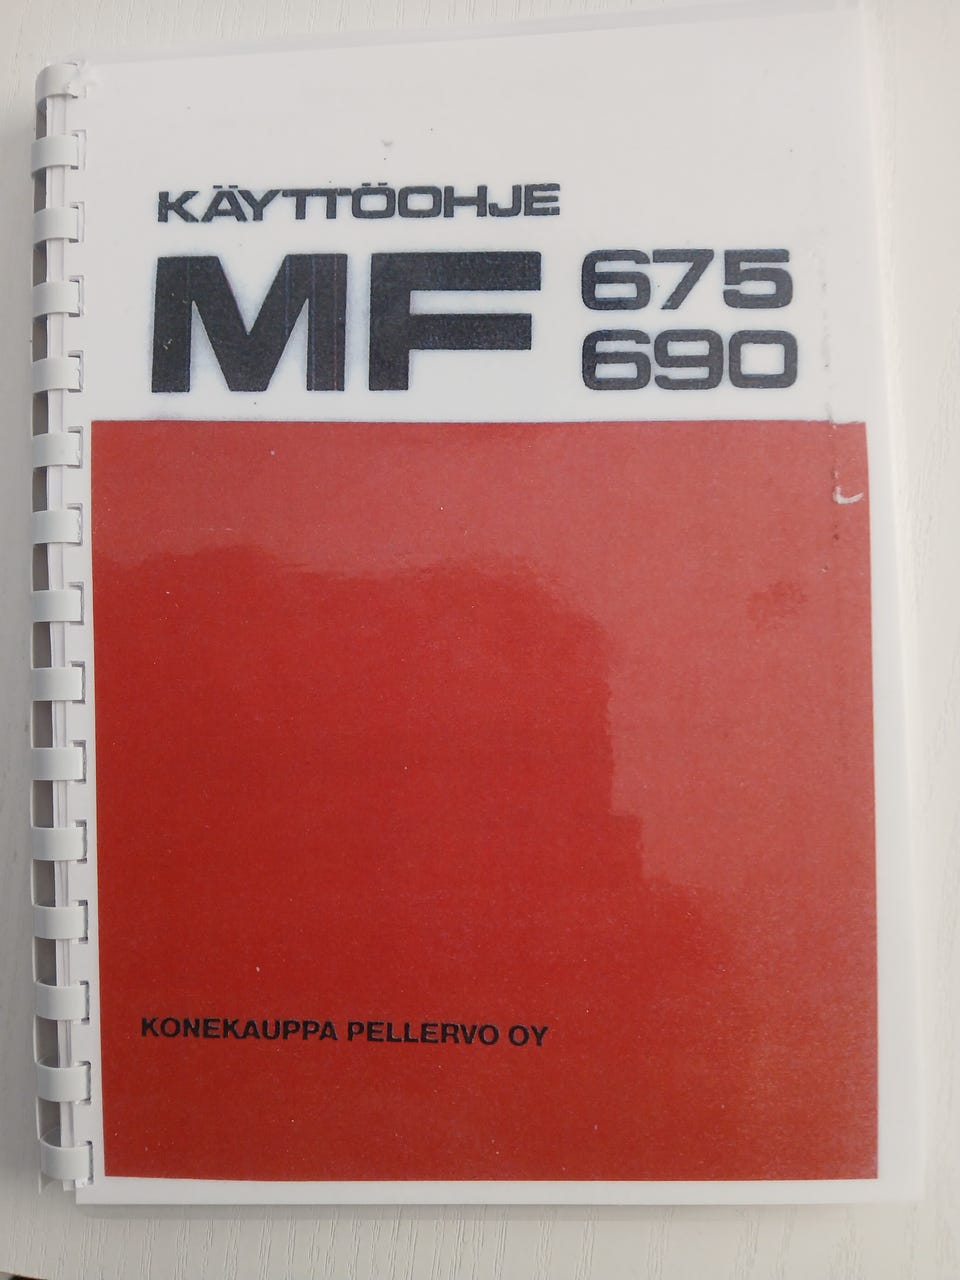 KÄYTTÖOHJE
MF 675
690
KONEKAUPPA PELLERVO OY